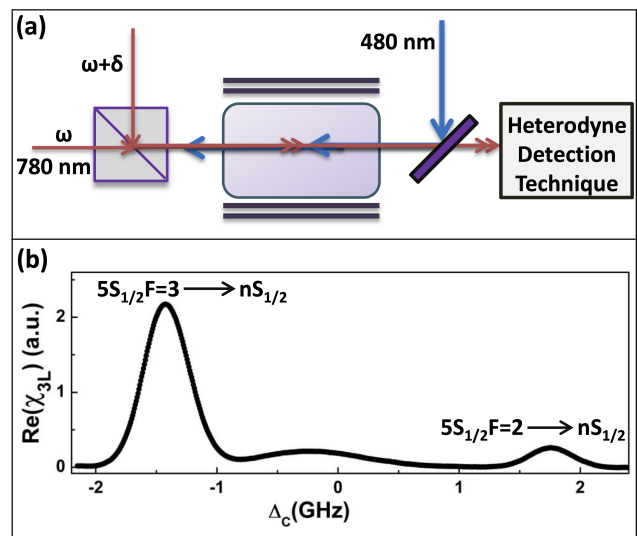 (a)
ω+δ
480 nm
ω
780 nm
Heterodyne
Detection
Technique
(b)
5S1/2F=3 → nS1/2
5S1/2F=2 → nS1/2
Re(χ3L) (a.u.)
2
1
0
-2 -1 0 1 2
Δc(GHz)